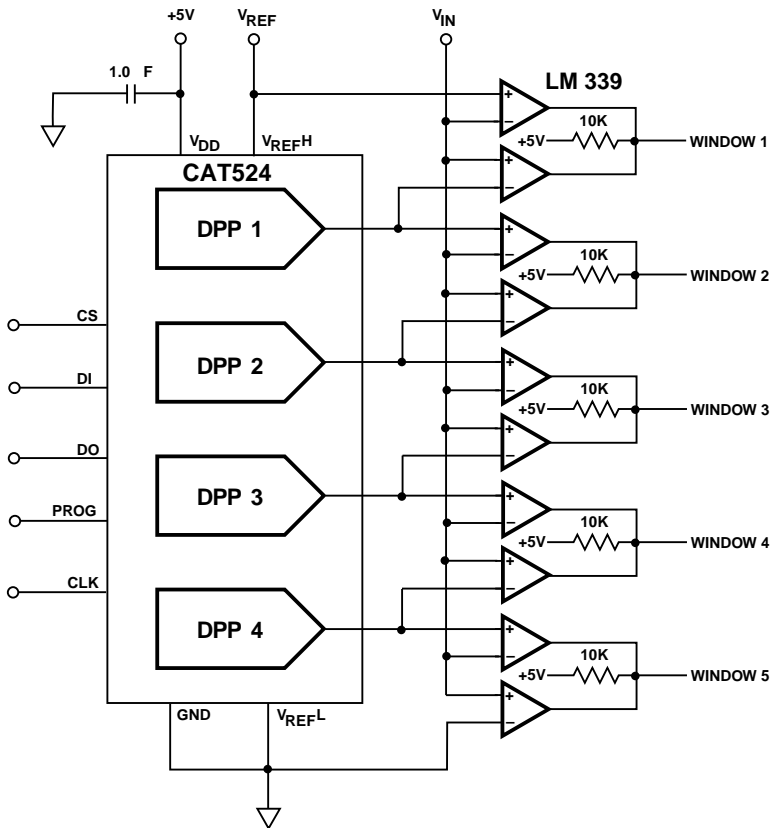 +5V
VREF
VIN
1.0 F
LM 339
VDD
VREFH
CAT524
+
–
10K
+5V
WINDOW 1
+
–
DPP 1
+
–
10K
+5V
WINDOW 2
+
–
CS
DPP 2
+
–
DI
10K
+5V
WINDOW 3
+
–
DO
DPP 3
+
–
PROG
10K
+5V
WINDOW 4
+
–
CLK
DPP 4
+
–
10K
+5V
WINDOW 5
+
–
GND
VREFL